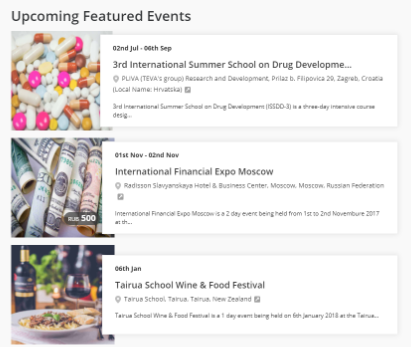 Upcoming Featured Events
02nd Jul - 06th Sep
3rd International Summer School on Drug Developme...
PLIVA (TEVA's group) Research and Development, Prilaz b. Filipovica 29, Zagreb, Croatia
(Local Name: Hrvatska)
3rd International Summer School on Drug Development (ISSDD-3) is a three-day intensive course
desig...
01st Nov - 02nd Nov
International Financial Expo Moscow
Radisson Slavyanskaya Hotel & Business Center, Moscow, Moscow, Russian Federation
International Financial Expo Moscow is a 2 day event being held from 1st to 2nd Novembure 2017
at th...
RUB 500
06th Jan
Tairua School Wine & Food Festival
Tairua School, Tairua, Tairua, New Zealand
Tairua School Wine & Food Festival is a 1 day event being held on 6th January 2018 at the Tairua...